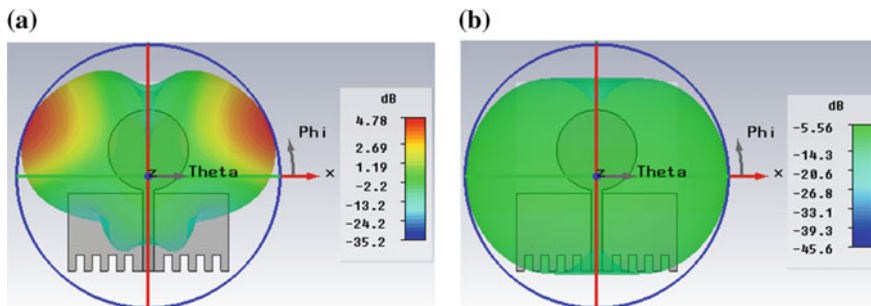 (a)
dB
4.78
2.69
1.19
-2.2
-13.2
-24.2
-35.2
Phi
x
z
Theta
(b)
dB
-5.56
-14.3
-20.6
-26.8
-33.1
-39.3
-45.6
Phi
x
z
Theta